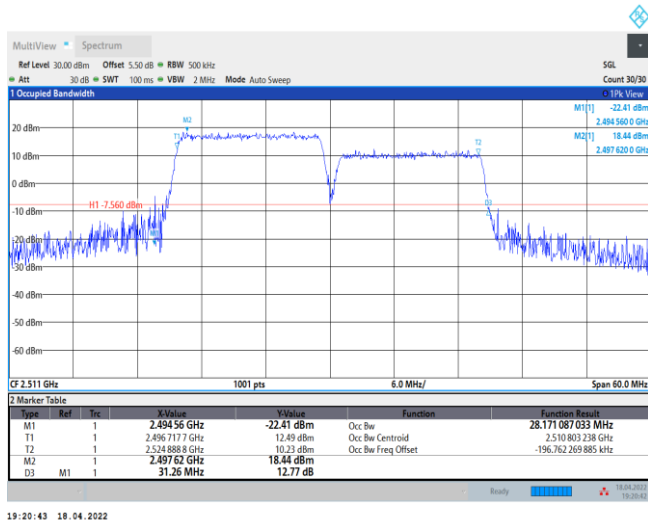 MultiView Spectrum
Ref Level 30.00 dBm Offset 5.50 dB RBW 500 kHz SGL
Att 30 dB SWT 100 ms VBW 2 MHz Mode Auto Sweep Count 30/30
1 Occupied Bandwidth 1Pk View
M1[1] -22.41 dBm
2.494 560 0 GHz
M2[1] 18.44 dBm
2.497 620 0 GHz
M2
20 dBm
T1
T2
10 dBm
0 dBm
D3
H1 -7.560 dBm
-10 dBm
-20 dBm
-30 dBm
-40 dBm
-50 dBm
-60 dBm
CF 2.511 GHz 1001 pts 6.0 MHz/ Span 60.0 MHz
2 Marker Table
Type Ref Trc X-Value Y-Value Function Function Result
M1 1 2.494 56 GHz -22.41 dBm Occ Bw 28.171 087 033 MHz
T1 1 2.496 717 7 GHz 12.49 dBm Occ Bw Centroid 2.510 803 238 GHz
T2 1 2.524 888 8 GHz 10.23 dBm Occ Bw Freq Offset -196.762 269 885 kHz
M2 1 2.497 62 GHz 18.44 dBm
D3 M1 1 31.26 MHz 12.77 dB
Ready 18.04.2022
19:20:42
19:20:43 18.04.2022